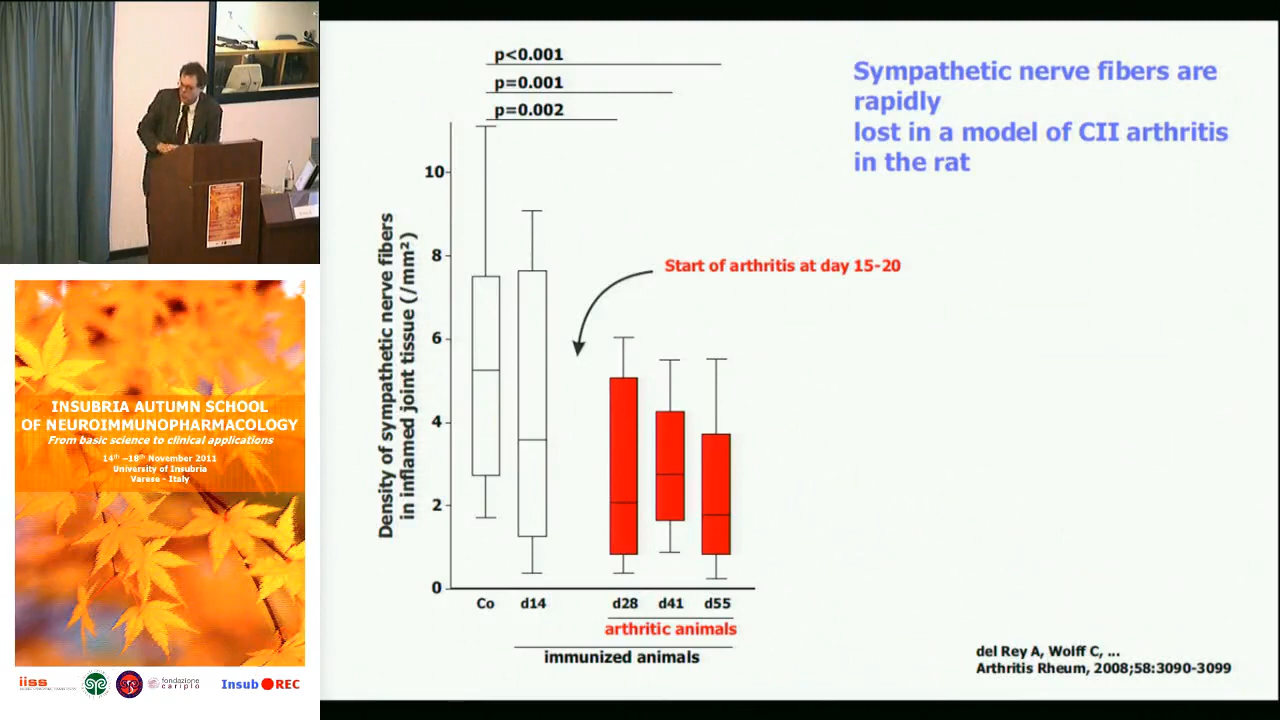 p<0.001
p=0.001
p=0.002
Sympathetic nerve fibers are
rapidly
lost in a model of CII arthritis
in the rat
10
8
6
4
2
0
Density of sympathetic nerve fibers
in inflamed joint tissue (/mm²)
Start of arthritis at day 15-20
Co
d14
d28
d41
d55
arthritic animals
immunized animals
del Rey A, Wolff C, ...
Arthritis Rheum, 2008;58:3090-3099
INSUBRIA AUTUMN SCHOOL
OF NEUROIMMUNOPHARMACOLOGY
From basic science to clinical applications
14th –18th November 2011
University of Insubria
Varese - Italy
iiss
fondazione
cariplo
InsubREC